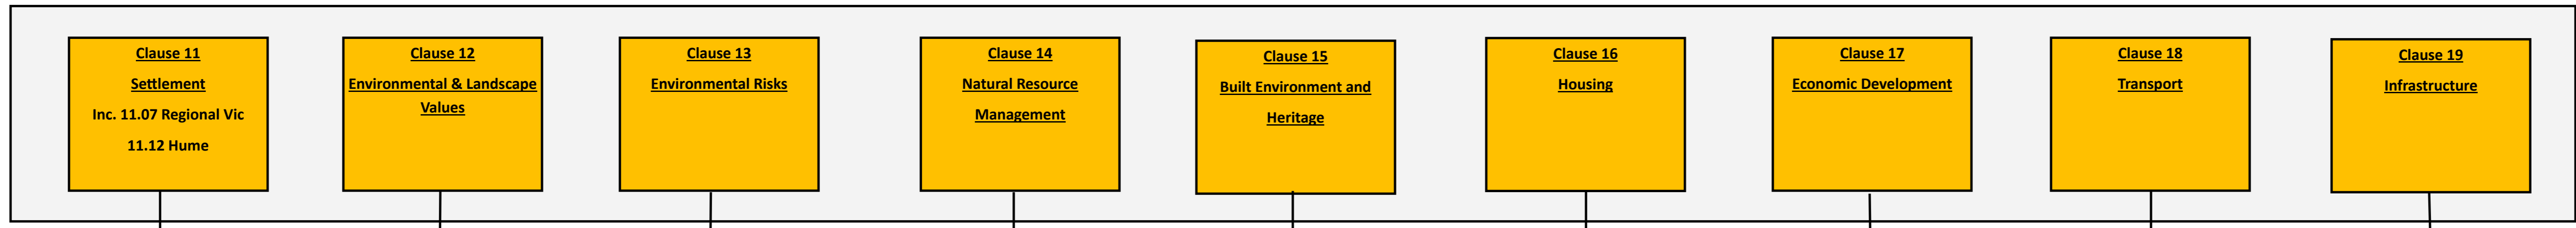 Clause 11
Settlement
Inc. 11.07 Regional Vic
11.12 Hume
Clause 12
Environmental & Landscape
Values
Clause 13
Environmental Risks
Clause 14
Natural Resource
Management
Clause 15
Built Environment and
Heritage
Clause 16
Housing
Clause 17
Economic Development
Clause 18
Transport
Clause 19
Infrastructure